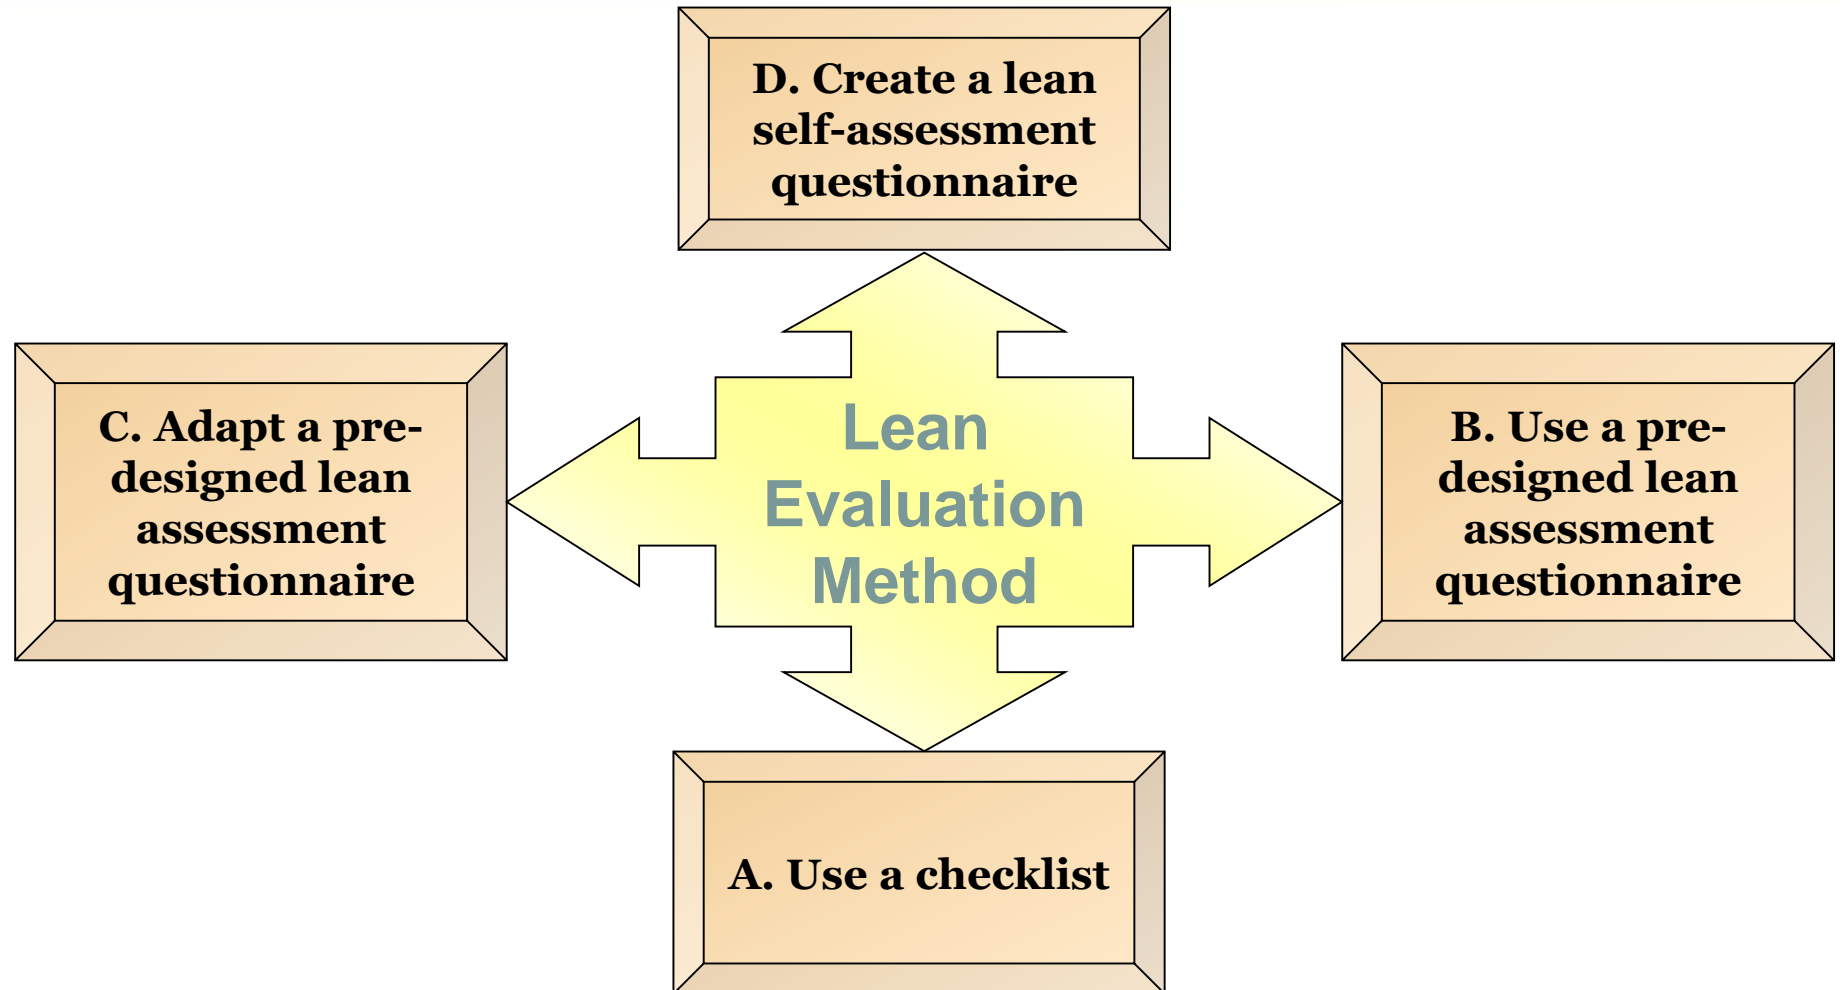 D. Create a lean
self-assessment
questionnaire
C. Adapt a pre-
designed lean
assessment
questionnaire
Lean
Evaluation
Method
B. Use a pre-
designed lean
assessment
questionnaire
A. Use a checklist